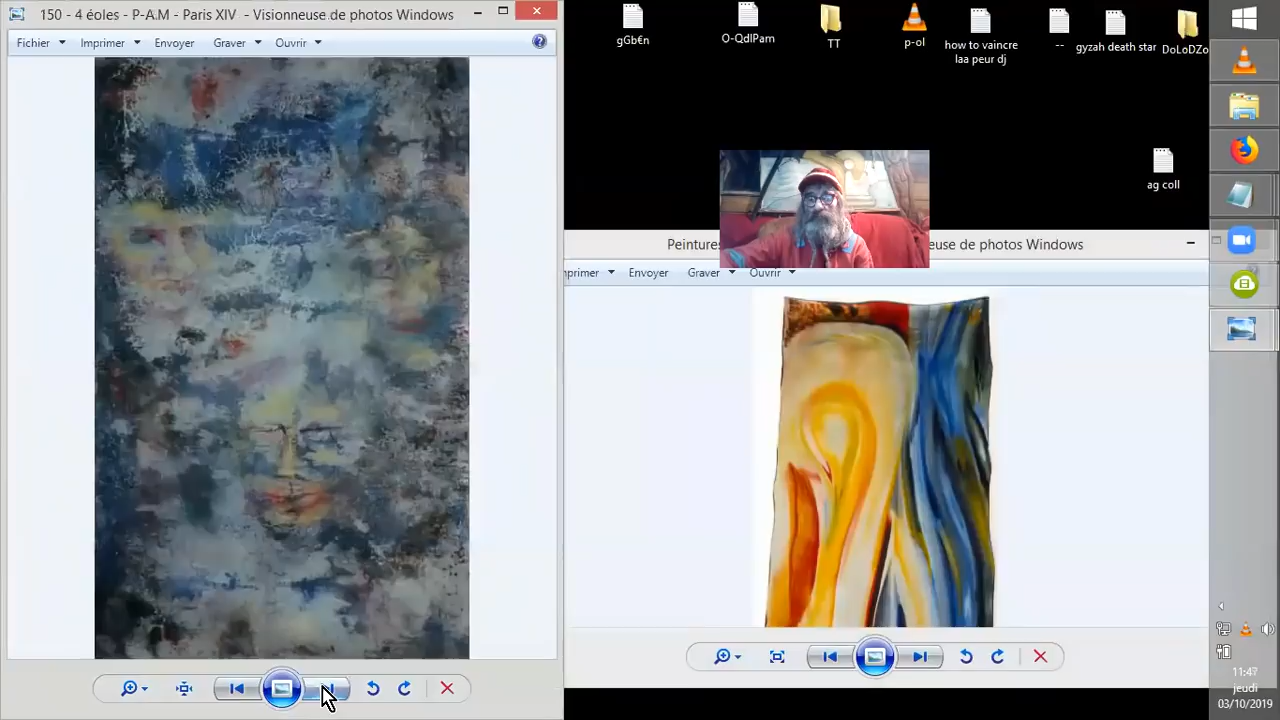 150 - 4 éoles - P-A.M - Paris XIV - Visionneuse de photos Windows
Fichier Imprimer Envoyer Graver Ouvrir
gGb€n
O-QdlPam
TT
p-ol
how to vaincre
laa peur dj
--
gyzah death star
DoLoDZo
ag coll
Peintures
euse de photos Windows
primer Envoyer Graver Ouvrir
11:47
jeudi
03/10/2019